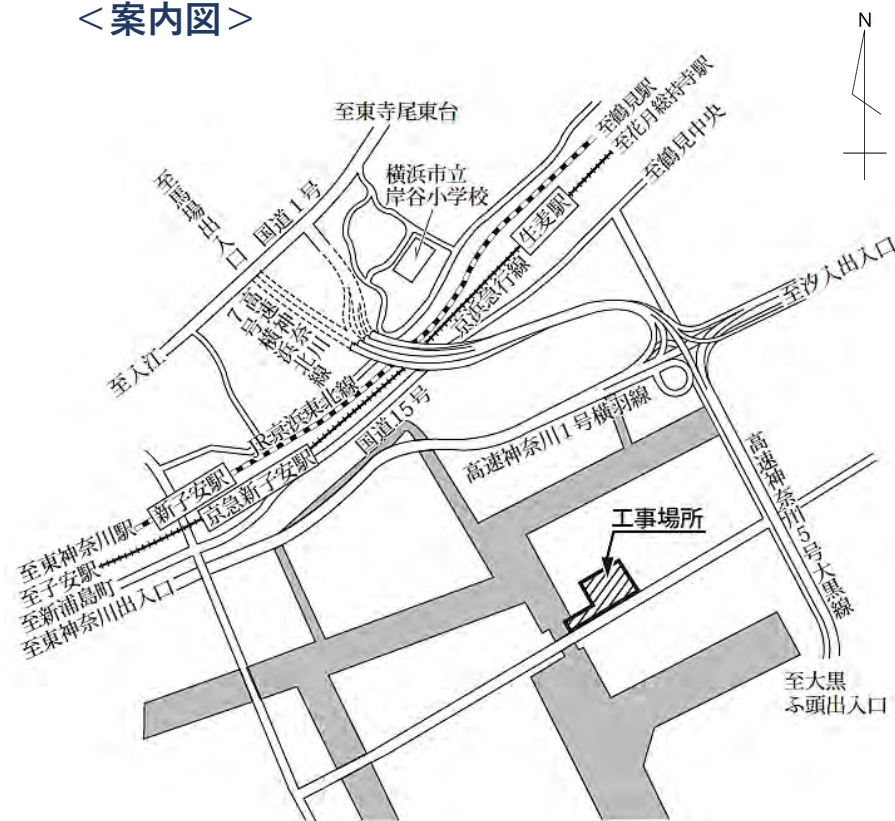 ＜案内図＞
N
至東寺尾東台
至鶴見駅
至花月総持寺駅
至鶴見中央
横浜市立
岸谷小学校
至馬場出入口
国道1号
生麦駅
京浜急行線
至汐入出入口
高速神奈川
7号横浜北線
至入江
JR京浜東北線
国道15号
高速神奈川1号横羽線
高速神奈川5号大黒線
新子安駅
京急新子安駅
工事場所
至東神奈川駅
至子安駅
至新浦島町
至東神奈川出入口
至大黒
ふ頭出入口